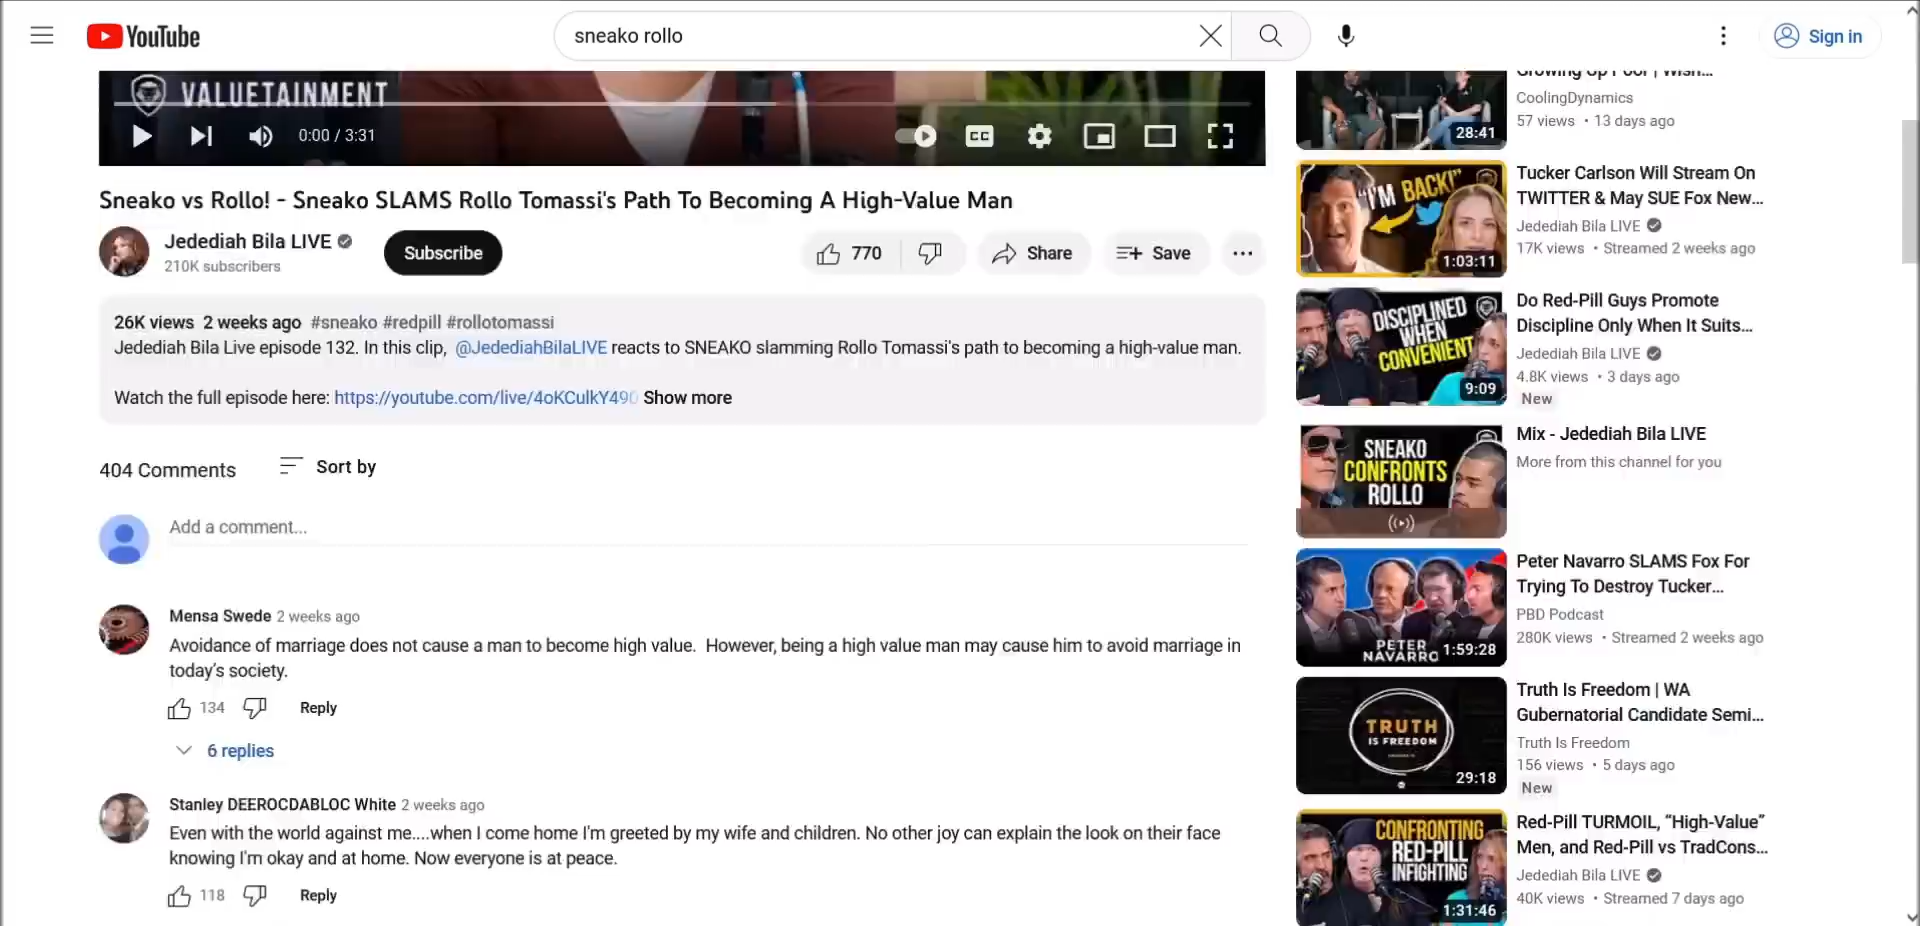 YouTube
sneako rollo
Sign in
VALUETAINMENT
0:00 / 3:31
CC
Sneako vs Rollo! - Sneako SLAMS Rollo Tomassi's Path To Becoming A High-Value Man
Jedediah Bila LIVE
210K subscribers
Subscribe
770
Share
Save
26K views 2 weeks ago #sneako #redpill #rollotomassi
Jedediah Bila Live episode 132. In this clip, @JedediahBilaLIVE reacts to SNEAKO slamming Rollo Tomassi's path to becoming a high-value man.
Watch the full episode here: https://youtube.com/live/4oKCulkY490 Show more
404 Comments
Sort by
Add a comment...
Mensa Swede 2 weeks ago
Avoidance of marriage does not cause a man to become high value. However, being a high value man may cause him to avoid marriage in
today's society.
134
Reply
6 replies
Stanley DEEROCDABLOC White 2 weeks ago
Even with the world against me....when I come home I'm greeted by my wife and children. No other joy can explain the look on their face
knowing I'm okay and at home. Now everyone is at peace.
118
Reply
Growing Up Poor | Wish...
CoolingDynamics
57 views • 13 days ago
28:41
"I'M BACK!"
1:03:11
Tucker Carlson Will Stream On
TWITTER & May SUE Fox New...
Jedediah Bila LIVE
17K views • Streamed 2 weeks ago
DISCIPLINED
WHEN
CONVENIENT
9:09
Do Red-Pill Guys Promote
Discipline Only When It Suits...
Jedediah Bila LIVE
4.8K views • 3 days ago
New
SNEAKO
CONFRONTS
ROLLO
Mix - Jedediah Bila LIVE
More from this channel for you
PETER
NAVARRO
1:59:28
Peter Navarro SLAMS Fox For
Trying To Destroy Tucker...
PBD Podcast
280K views • Streamed 2 weeks ago
TRUTH
IS FREEDOM
29:18
Truth Is Freedom | WA
Gubernatorial Candidate Semi...
Truth Is Freedom
156 views • 5 days ago
New
CONFRONTING
RED-PILL
INFIGHTING
1:31:46
Red-Pill TURMOIL, “High-Value”
Men, and Red-Pill vs TradCons...
Jedediah Bila LIVE
40K views • Streamed 7 days ago